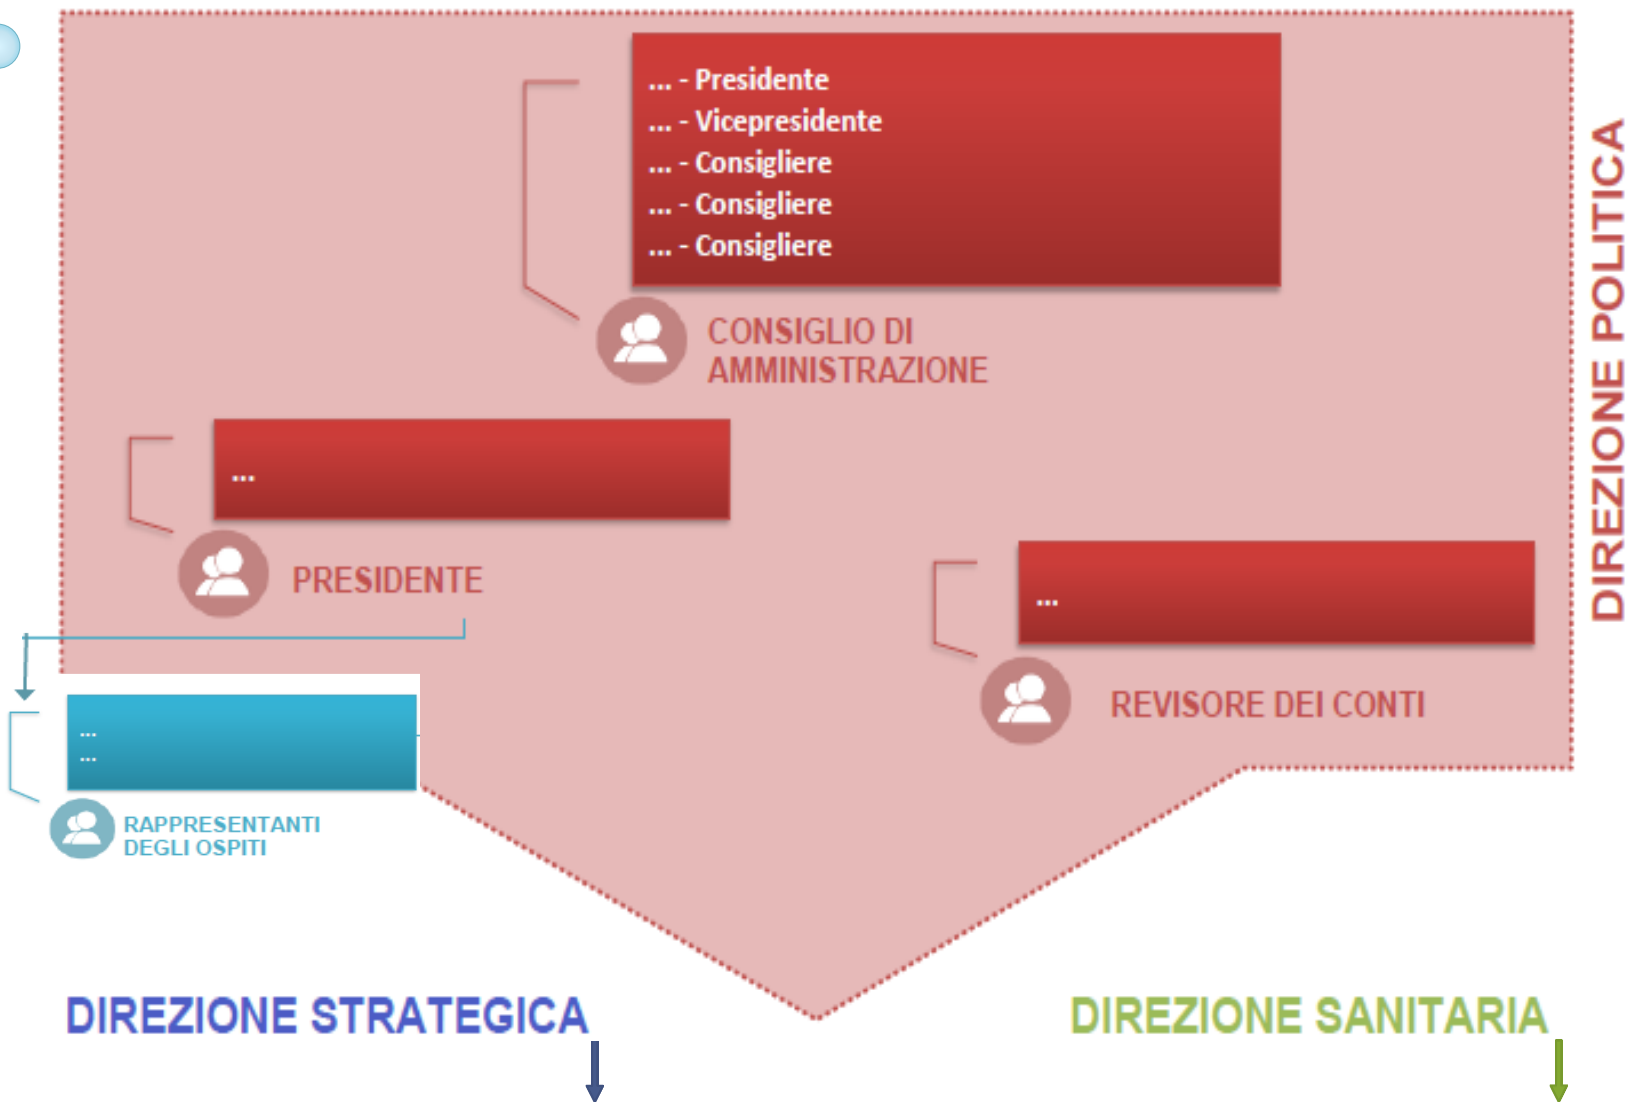 ... - Presidente
... - Vicepresidente
... - Consigliere
... - Consigliere
... - Consigliere
CONSIGLIO DI
AMMINISTRAZIONE
...
PRESIDENTE
...
REVISORE DEI CONTI
...
...
RAPPRESENTANTI
DEGLI OSPITI
DIREZIONE POLITICA
DIREZIONE STRATEGICA
DIREZIONE SANITARIA